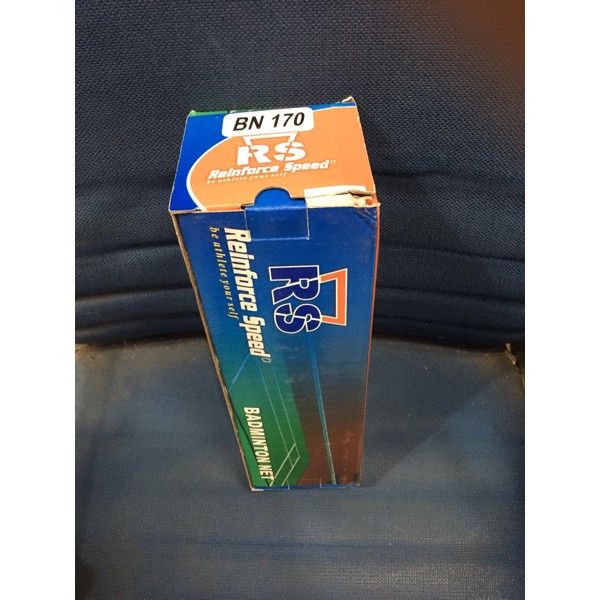 BN 170
RS
Reinforce Speed
be athlete your self
RS
Reinforce Speed
be athlete your self
BADMINTON NET